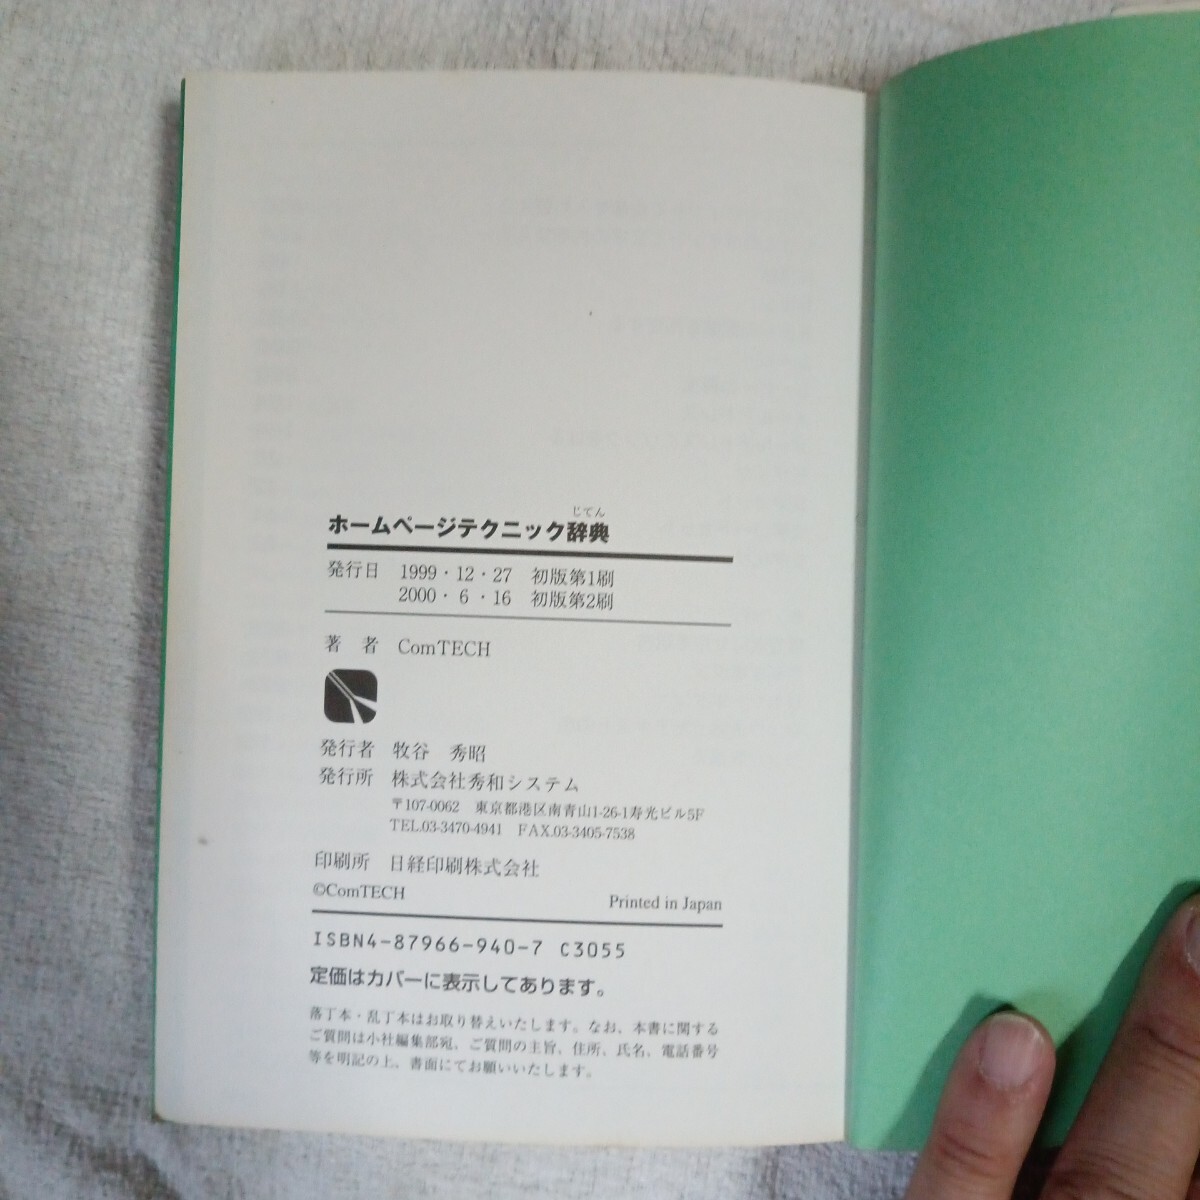 じてん
ホームページテクニック辞典
発行日　1999・12・27　初版第1刷
2000・6・16　初版第2刷
著　者　ComTECH
発行者　牧谷　秀昭
発行所　株式会社秀和システム
〒107-0062　東京都港区南青山1-26-1寿光ビル5F
TEL.03-3470-4941　FAX.03-3405-7538
印刷所　日経印刷株式会社
©ComTECH　Printed in Japan
ISBN4-87966-940-7 C3055
定価はカバーに表示してあります。
落丁本・乱丁本はお取り替えいたします。なお、本書に関する
ご質問は小社編集部宛、ご質問の主旨、住所、氏名、電話番号
等を明記の上、書面にてお願いいたします。